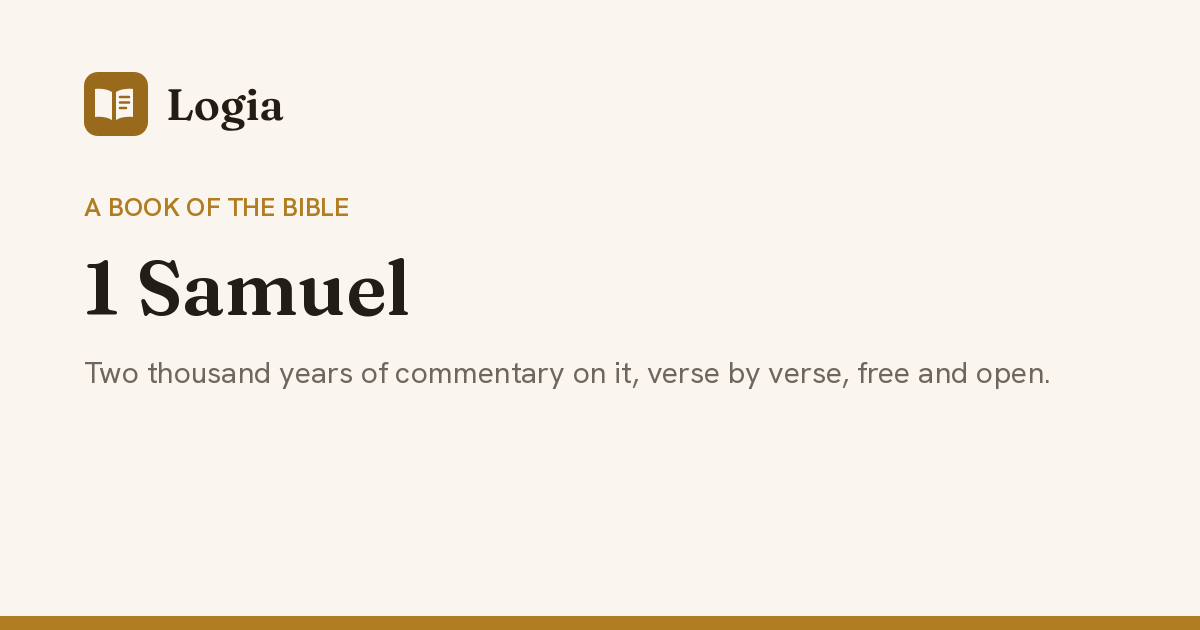 Logia
A BOOK OF THE BIBLE
1 Samuel
Two thousand years of commentary on it, verse by verse, free and open.